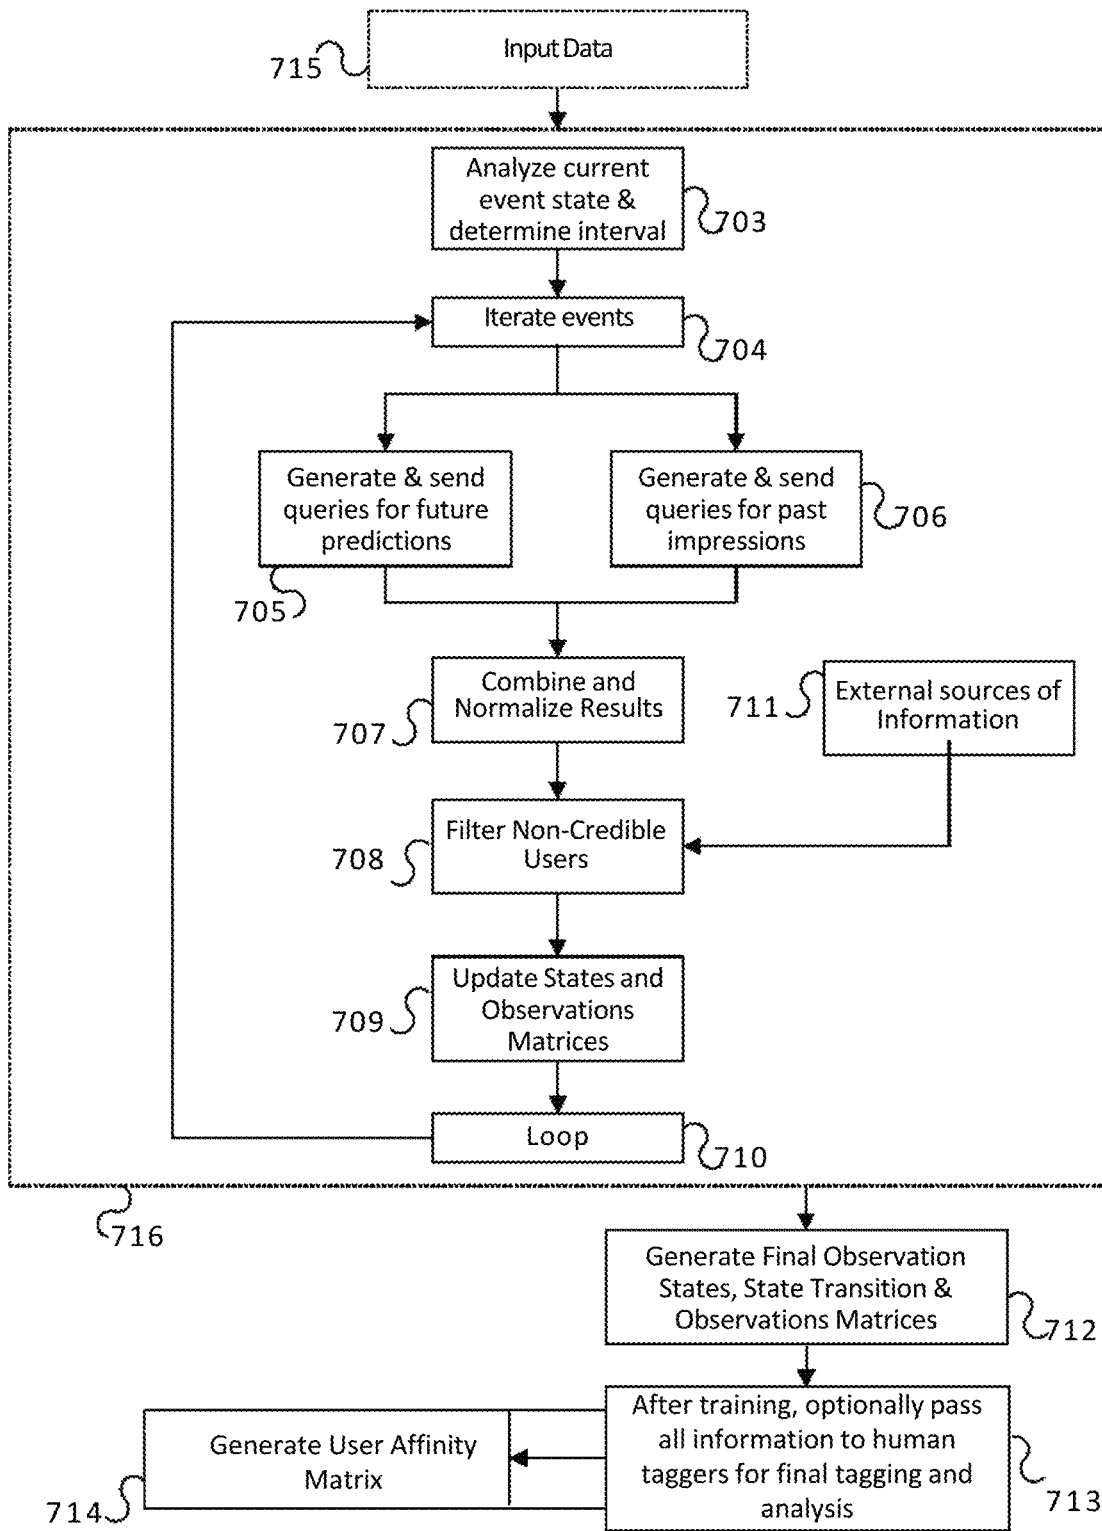 Input Data
715
Analyze current
event state &
determine interval
703
Iterate events
704
Generate & send
queries for future
predictions
705
Generate & send
queries for past
impressions
706
Combine and
Normalize Results
707
External sources of
Information
711
Filter Non-Credible
Users
708
Update States and
Observations
Matrices
709
Loop
710
716
Generate Final Observation
States, State Transition &
Observations Matrices
712
After training, optionally pass
all information to human
taggers for final tagging and
analysis
713
Generate User Affinity
Matrix
714